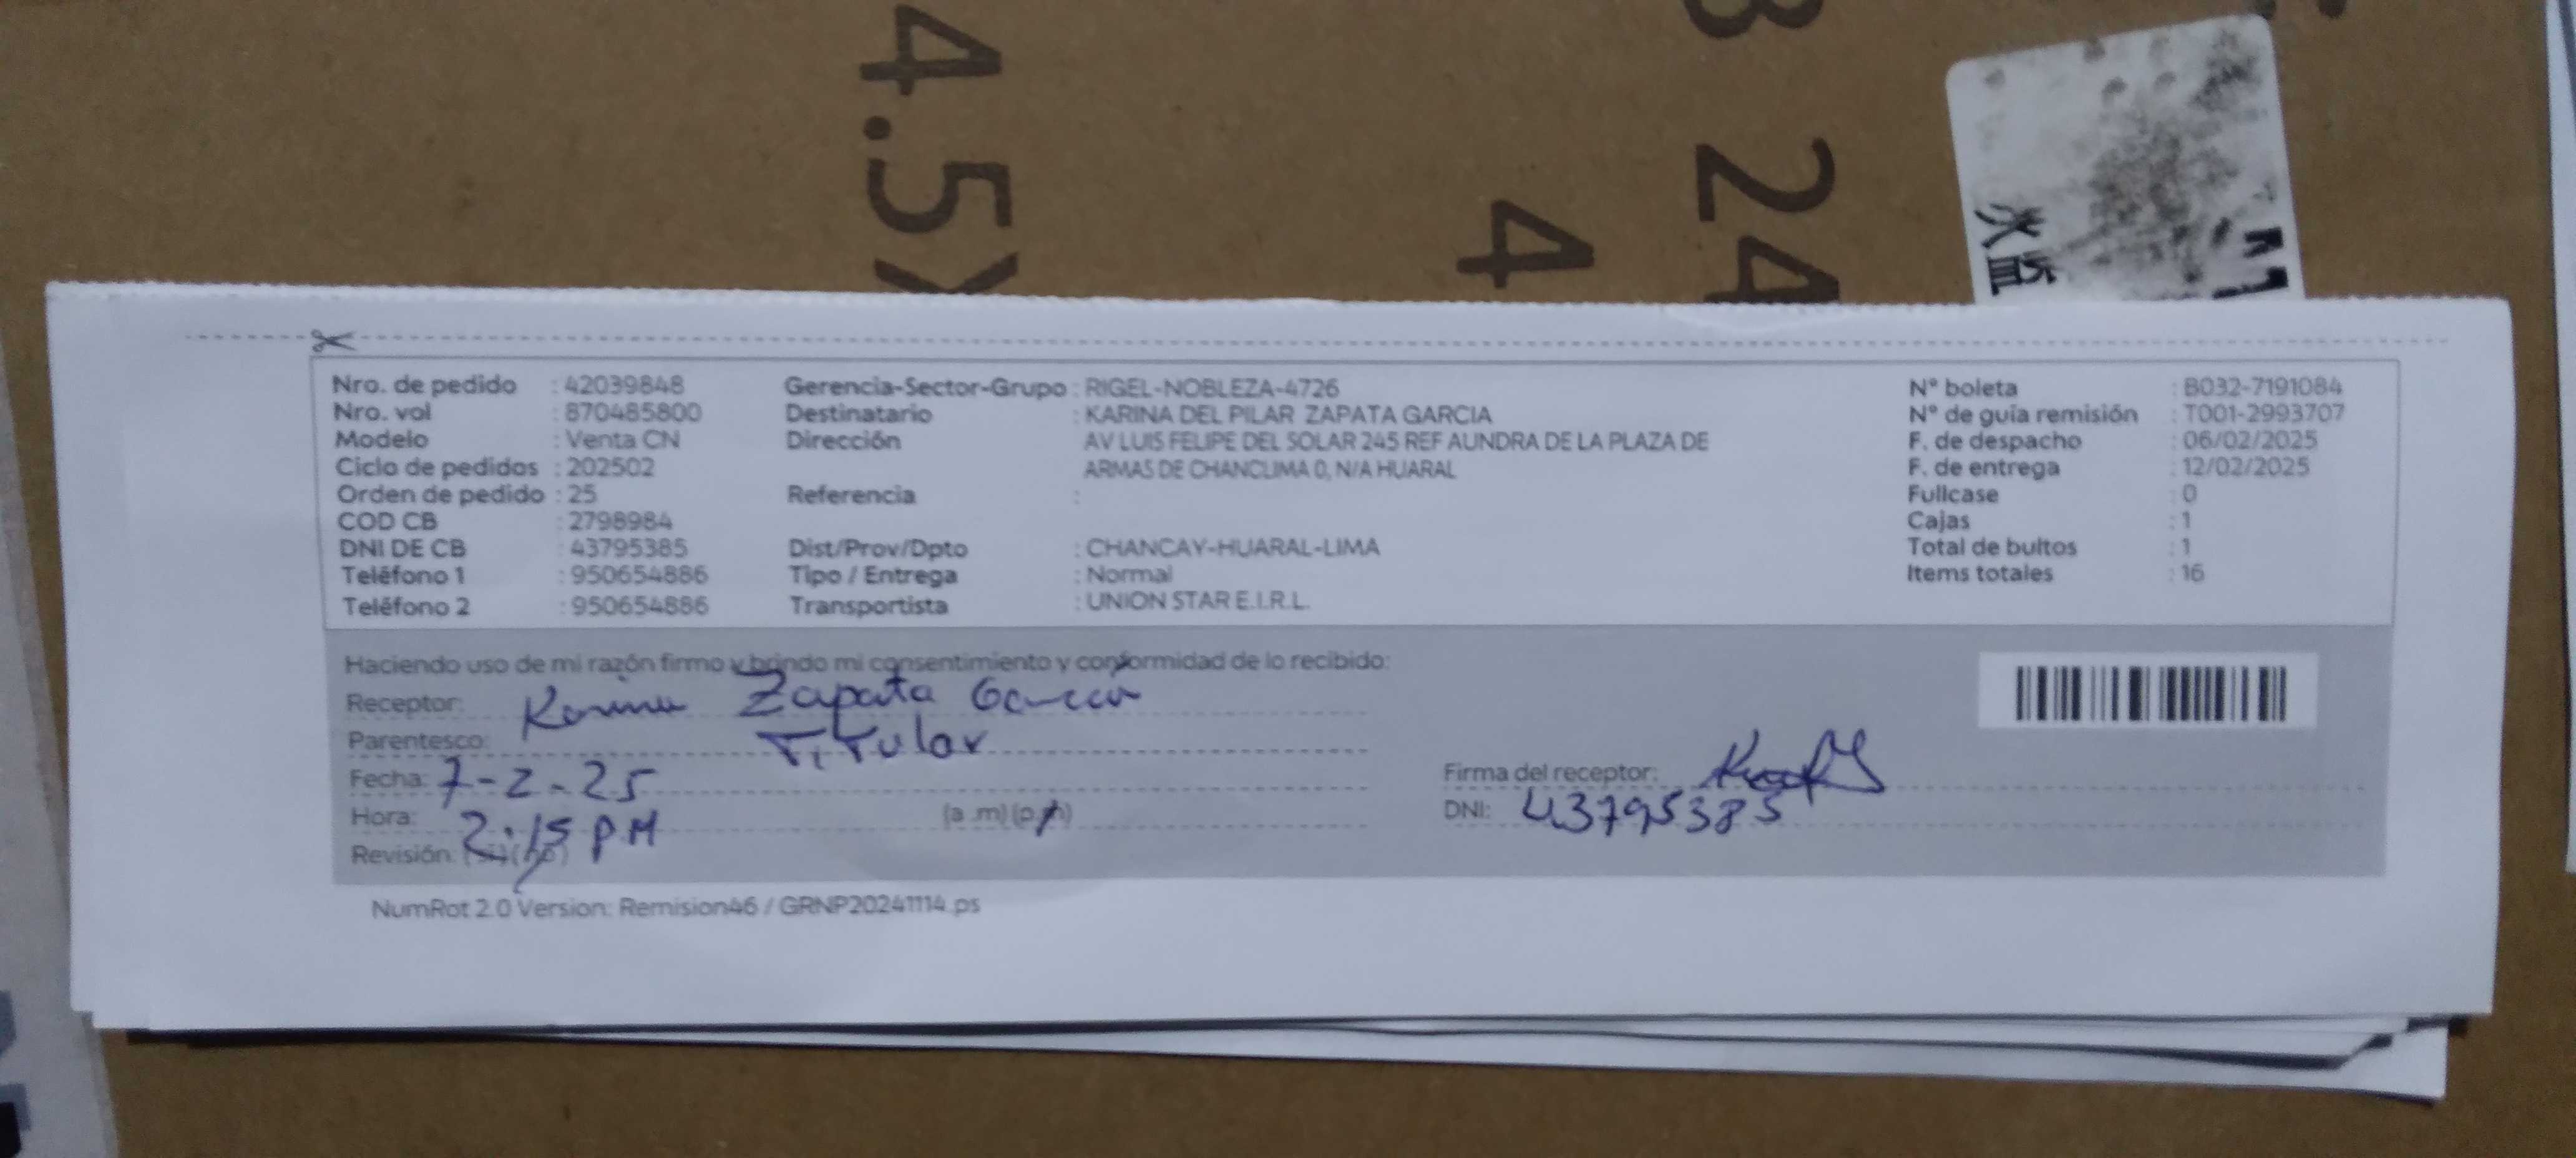 4.5)
4
3 24
Nro. de pedido : 42039848 Gerencia-Sector-Grupo : RIGEL-NOBLEZA-4726 N° boleta : B032-7191084
Nro. vol : 870485800 Destinatario : KARINA DEL PILAR ZAPATA GARCIA N° de guía remisión : T001-2993707
Modelo : Venta CN Dirección : AV LUIS FELIPE DEL SOLAR 245 REF AUNDRA DE LA PLAZA DE F. de despacho : 06/02/2025
Ciclo de pedidos : 202502 ARMAS DE CHANCLIMA 0, N/A HUARAL F. de entrega : 12/02/2025
Orden de pedido : 25 Referencia : Fullcase : 0
COD CB : 2798984 Cajas : 1
DNI DE CB : 43795385 Dist/Prov/Dpto : CHANCAY-HUARAL-LIMA Total de bultos : 1
Teléfono 1 : 950654886 Tipo / Entrega : Normal Items totales : 16
Teléfono 2 : 950654886 Transportista : UNION STAR E.I.R.L.
Haciendo uso de mi razón firmo y brindo mi consentimiento y conformidad de lo recibido:
Receptor: Karina Zapata Garcia
Parentesco: Titular
Fecha: 7-2-25 Firma del receptor:
Hora: 2:15 PM (a .m) (p.m) DNI: 43795385
Revisión: (si) (no)
NumRot 2.0 Version: Remision46 / GRNP20241114.ps